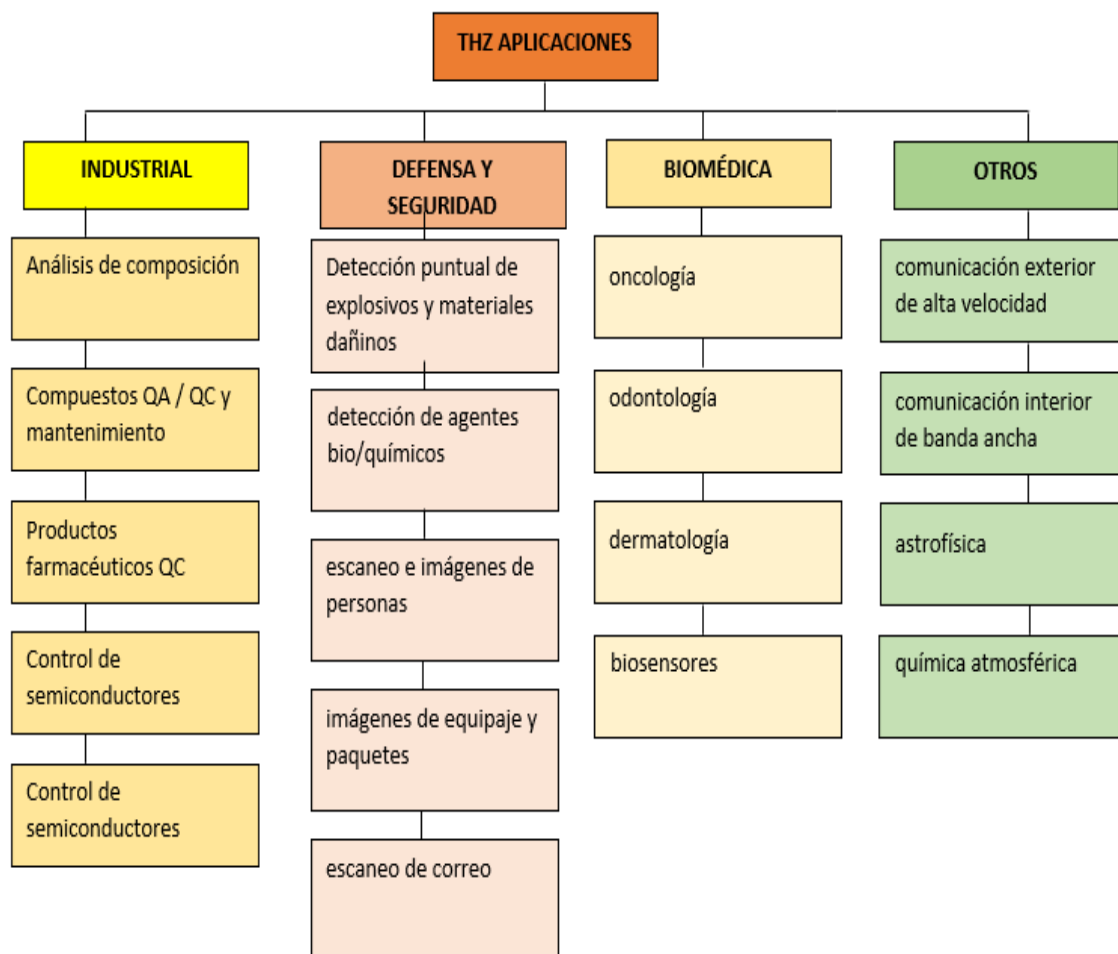 THZ APLICACIONES
INDUSTRIAL
Análisis de composición
Compuestos QA / QC y
mantenimiento
Productos
farmacéuticos QC
Control de
semiconductores
Control de
semiconductores
DEFENSA Y
SEGURIDAD
Detección puntual de
explosivos y materiales
dañinos
detección de agentes
bio/químicos
escaneo e imágenes de
personas
imágenes de equipaje y
paquetes
escaneo de correo
BIOMÉDICA
oncología
odontología
dermatología
biosensores
OTROS
comunicación exterior
de alta velocidad
comunicación interior
de banda ancha
astrofísica
química atmosférica